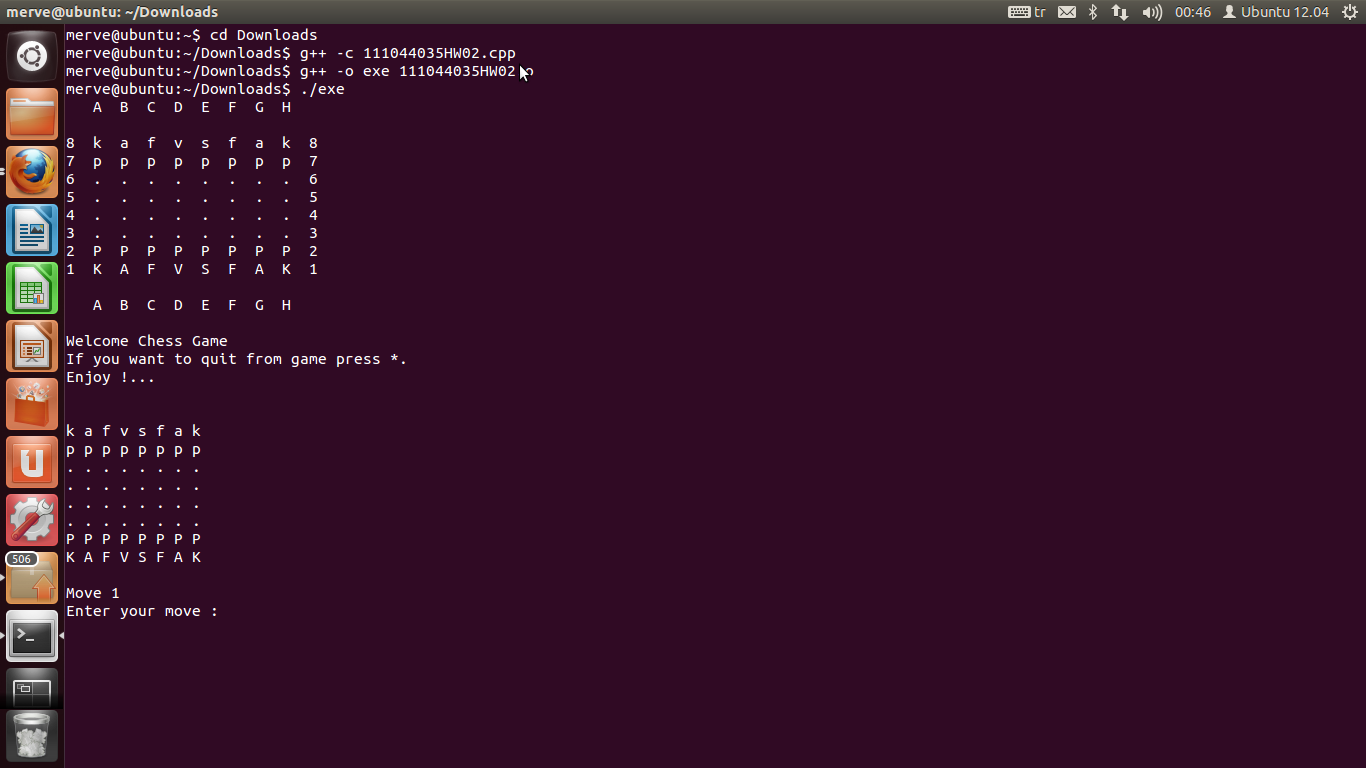 merve@ubuntu: ~/Downloads tr 00:46 Ubuntu 12.04
merve@ubuntu:~$ cd Downloads
merve@ubuntu:~/Downloads$ g++ -c 111044035HW02.cpp
merve@ubuntu:~/Downloads$ g++ -o exe 111044035HW02.o
merve@ubuntu:~/Downloads$ ./exe
A B C D E F G H
8 k a f v s f a k 8
7 p p p p p p p p 7
6 . . . . . . . . 6
5 . . . . . . . . 5
4 . . . . . . . . 4
3 . . . . . . . . 3
2 P P P P P P P P 2
1 K A F V S F A K 1
A B C D E F G H
Welcome Chess Game
If you want to quit from game press *.
Enjoy !...
k a f v s f a k
p p p p p p p p
. . . . . . . .
. . . . . . . .
. . . . . . . .
. . . . . . . .
P P P P P P P P
K A F V S F A K
506
Move 1
Enter your move :